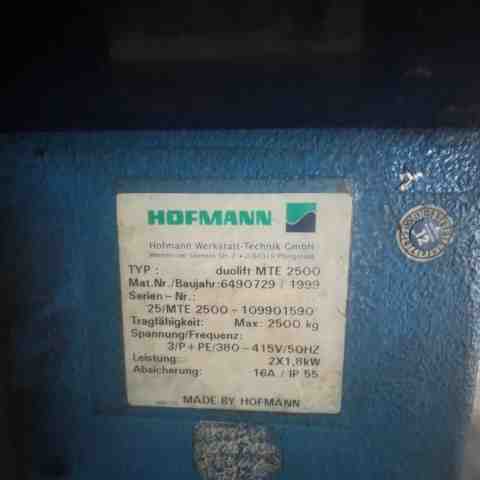 HOFMANN
Hofmann Werkstatt-Technik GmbH
TYP : duolift MTE 2500
Mat.Nr./Baujahr:6490729 / 1999
Serien - Nr.:
25/MTE 2500 - 109901590
Tragfähigkeit: Max: 2500 kg
Spannung/Frequenz:
3/P + PE/380 - 415V/50HZ
Leistung: 2X1,8kW
Absicherung: 16A / IP 55
MADE BY HOFMANN
12